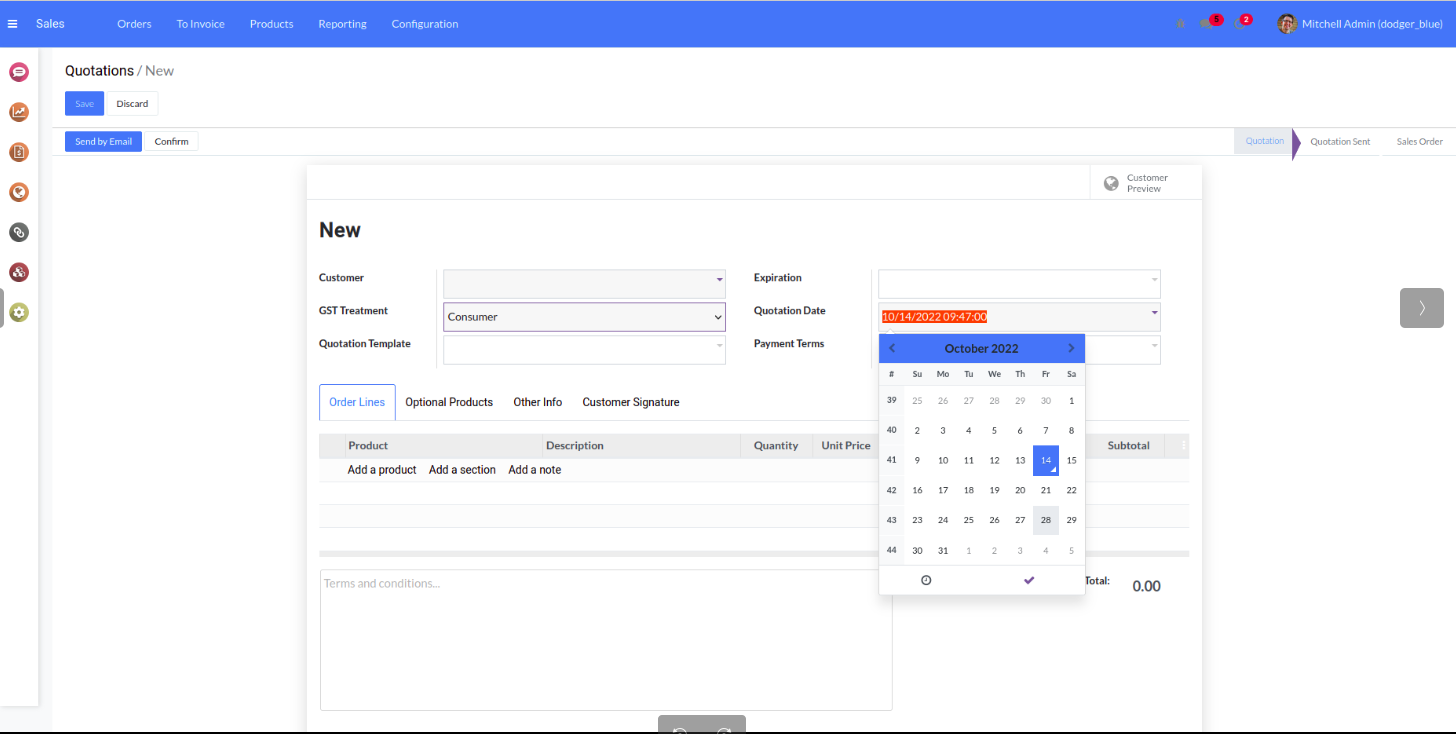 Sales Orders To Invoice Products Reporting Configuration 5 2 Mitchell Admin (dodger_blue)
Quotations / New
Save Discard
Send by Email Confirm Quotation Quotation Sent Sales Order
Customer
Preview
New
Customer Expiration
GST Treatment Consumer Quotation Date 10/14/2022 09:47:00
Quotation Template Payment Terms
October 2022
# Su Mo Tu We Th Fr Sa
39 25 26 27 28 29 30 1
40 2 3 4 5 6 7 8
41 9 10 11 12 13 14 15
42 16 17 18 19 20 21 22
43 23 24 25 26 27 28 29
44 30 31 1 2 3 4 5
Order Lines Optional Products Other Info Customer Signature
Product Description Quantity Unit Price Subtotal
Add a product Add a section Add a note
Terms and conditions...
Total: 0.00